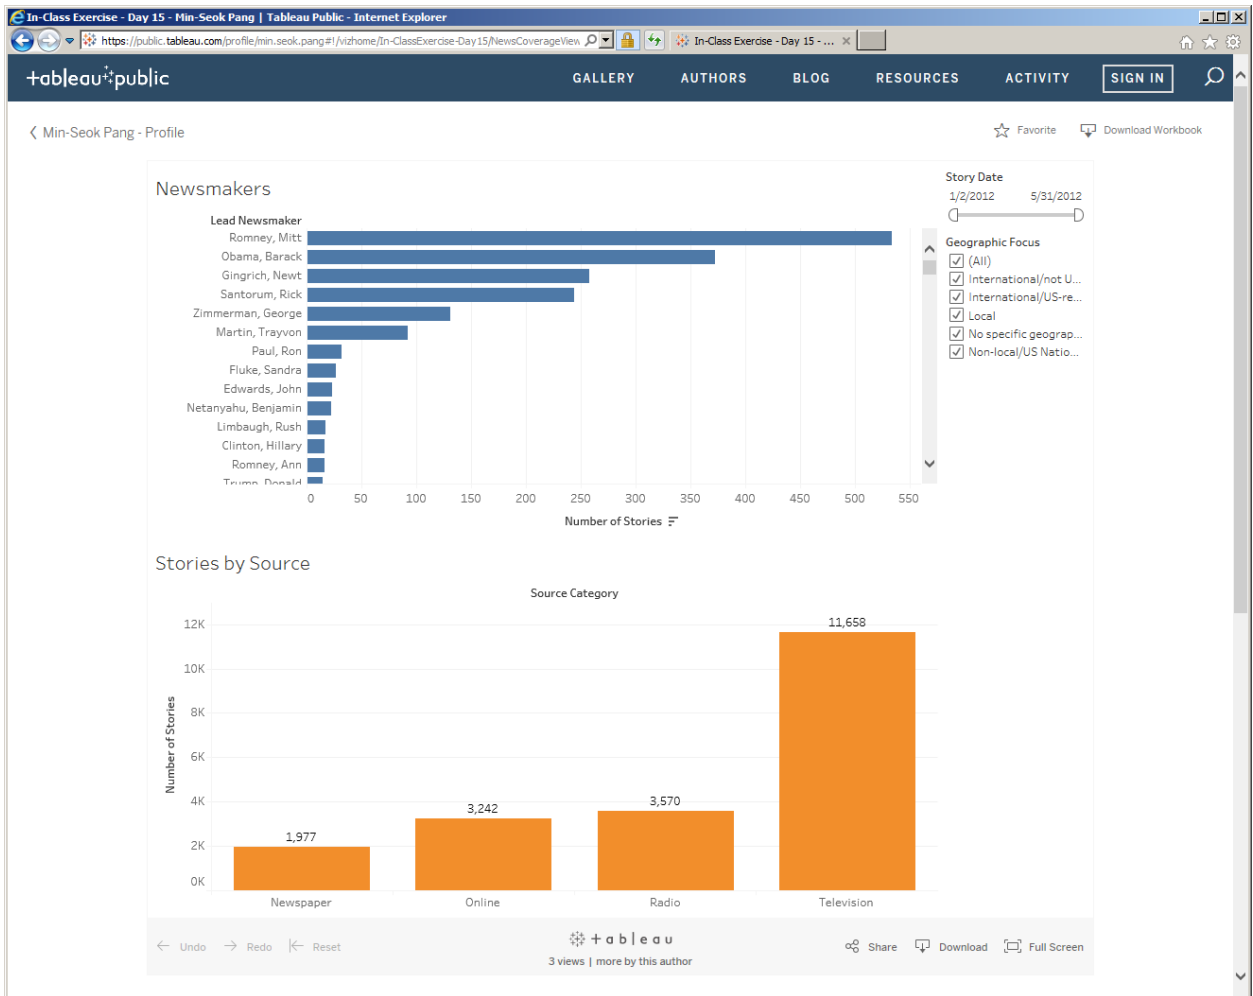 In-Class Exercise - Day 15 - Min-Seok Pang | Tableau Public - Internet Explorer
https://public.tableau.com/profile/min.seok.pang#!/vizhome/In-ClassExercise-Day15/NewsCoverageView
In-Class Exercise - Day 15 - ...
+ableau public
GALLERY AUTHORS BLOG RESOURCES ACTIVITY SIGN IN
Min-Seok Pang - Profile
Favorite Download Workbook
Newsmakers
Lead Newsmaker
Romney, Mitt
Obama, Barack
Gingrich, Newt
Santorum, Rick
Zimmerman, George
Martin, Trayvon
Paul, Ron
Fluke, Sandra
Edwards, John
Netanyahu, Benjamin
Limbaugh, Rush
Clinton, Hillary
Romney, Ann
Trump, Donald
0 50 100 150 200 250 300 350 400 450 500 550
Number of Stories
Story Date
1/2/2012 5/31/2012
Geographic Focus
(All)
International/not U...
International/US-re...
Local
No specific geograp...
Non-local/US Natio...
Stories by Source
Source Category
Number of Stories
12K
10K
8K
6K
4K
2K
0K
1,977
3,242
3,570
11,658
Newspaper Online Radio Television
Undo Redo Reset
+ a b l e a u
3 views | more by this author
Share Download Full Screen